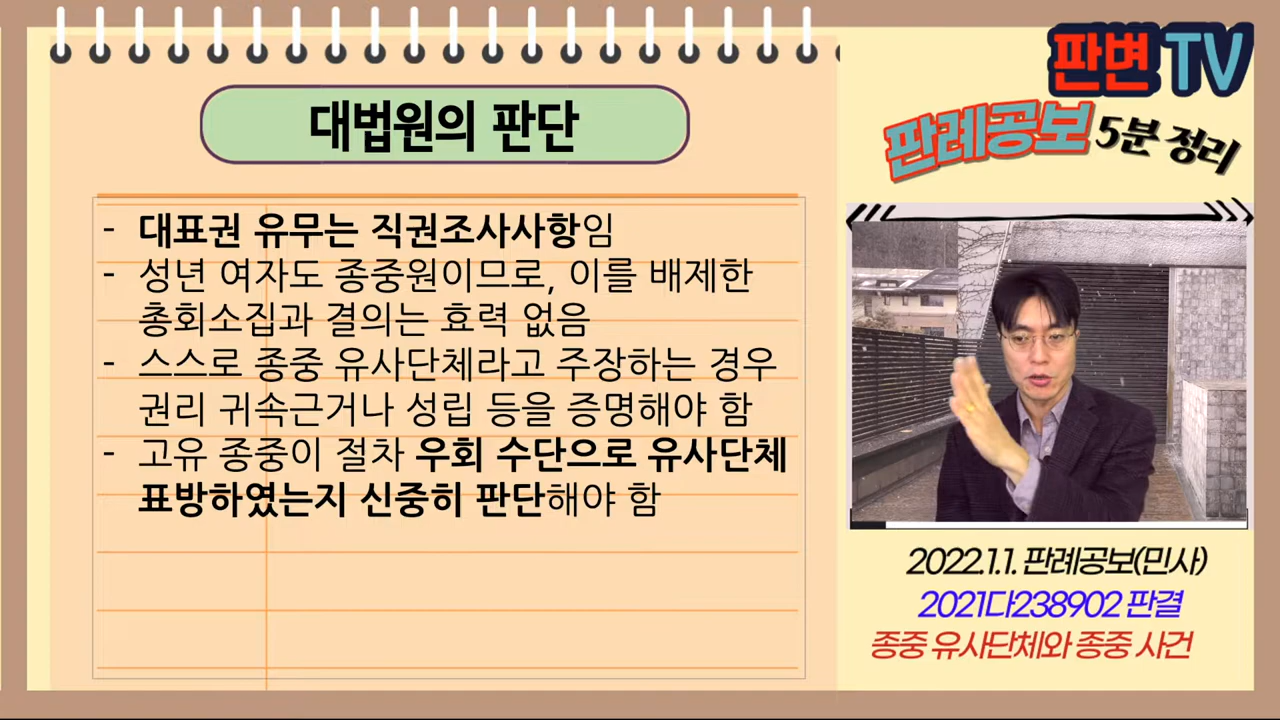 판변 TV
판례공보 5분 정리
대법원의 판단
- 대표권 유무는 직권조사사항임
- 성년 여자도 종중원이므로, 이를 배제한
총회소집과 결의는 효력 없음
- 스스로 종중 유사단체라고 주장하는 경우
권리 귀속근거나 성립 등을 증명해야 함
- 고유 종중이 절차 우회 수단으로 유사단체
표방하였는지 신중히 판단해야 함
2022.1.1. 판례공보(민사)
2021다238902 판결
종중 유사단체와 종중 사건